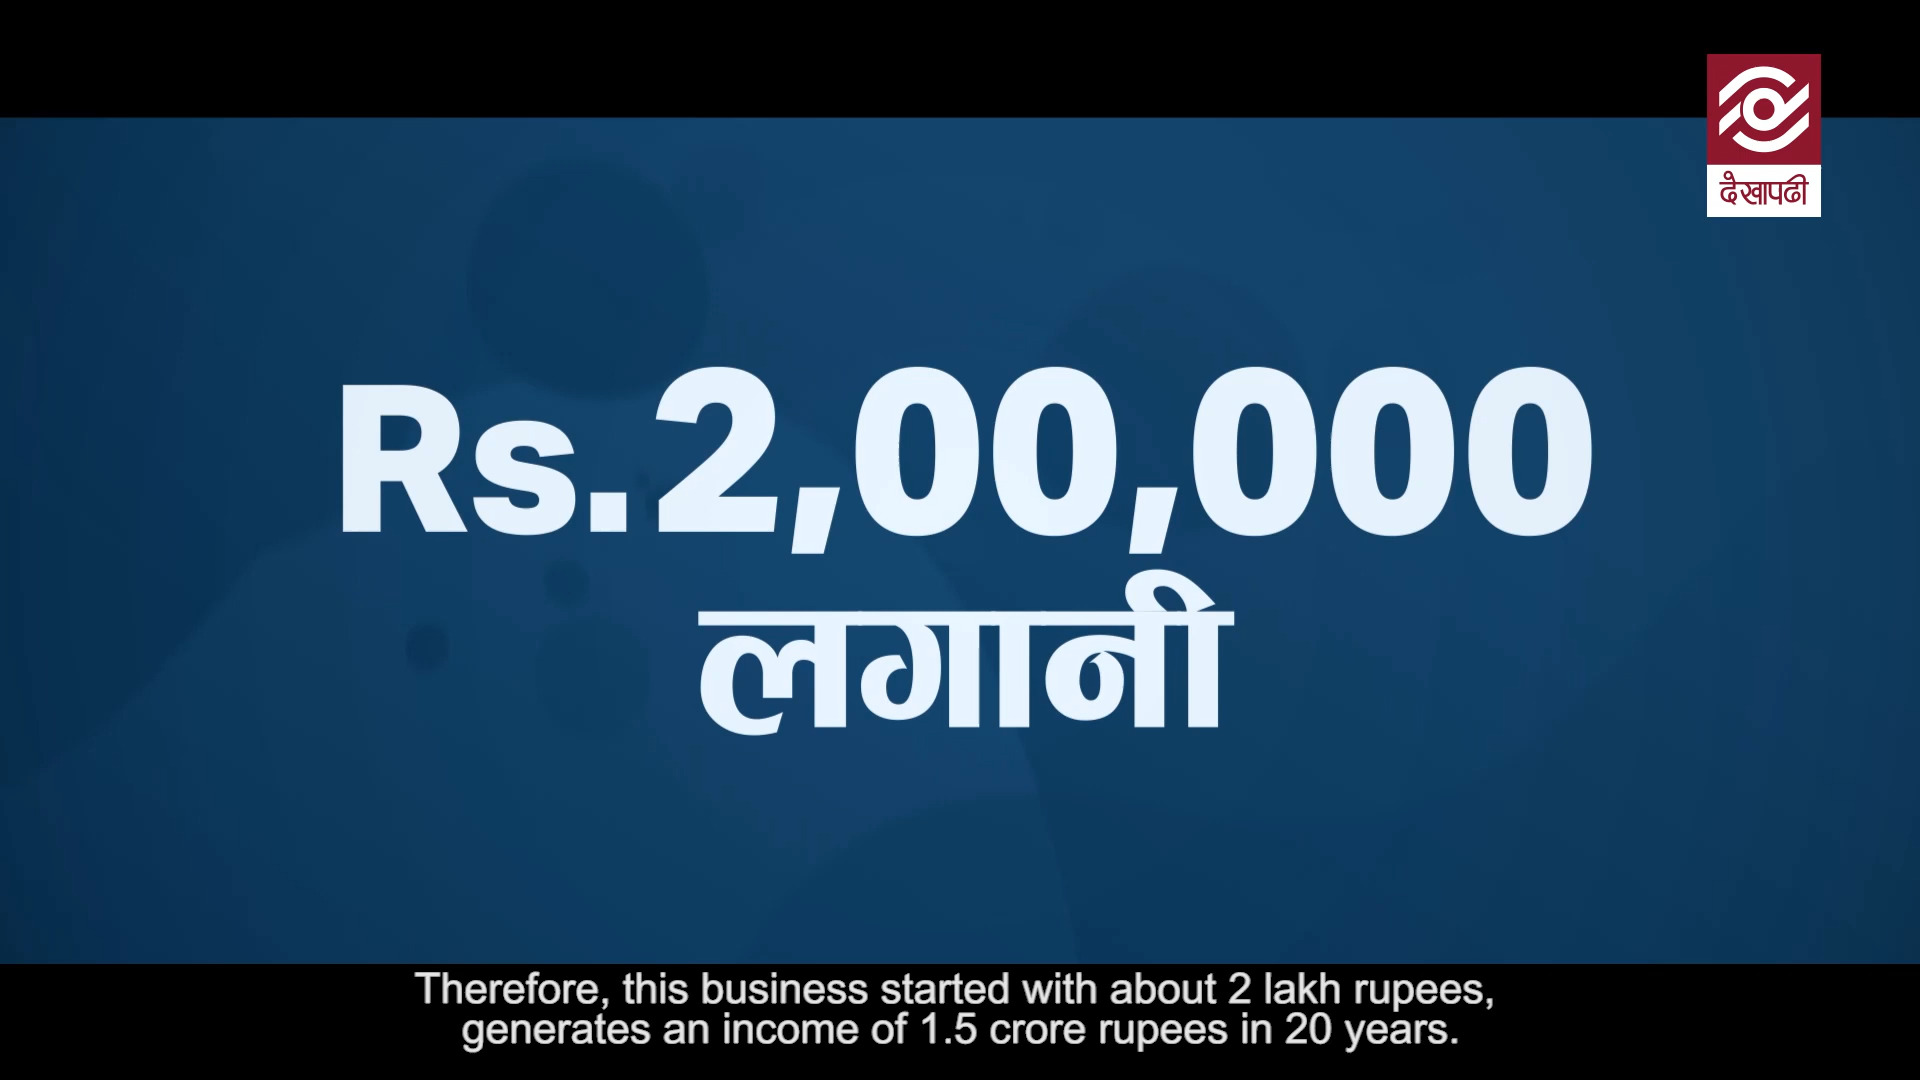 देखापढी
Rs.2,00,000
लगानी
Therefore, this business started with about 2 lakh rupees,
generates an income of 1.5 crore rupees in 20 years.